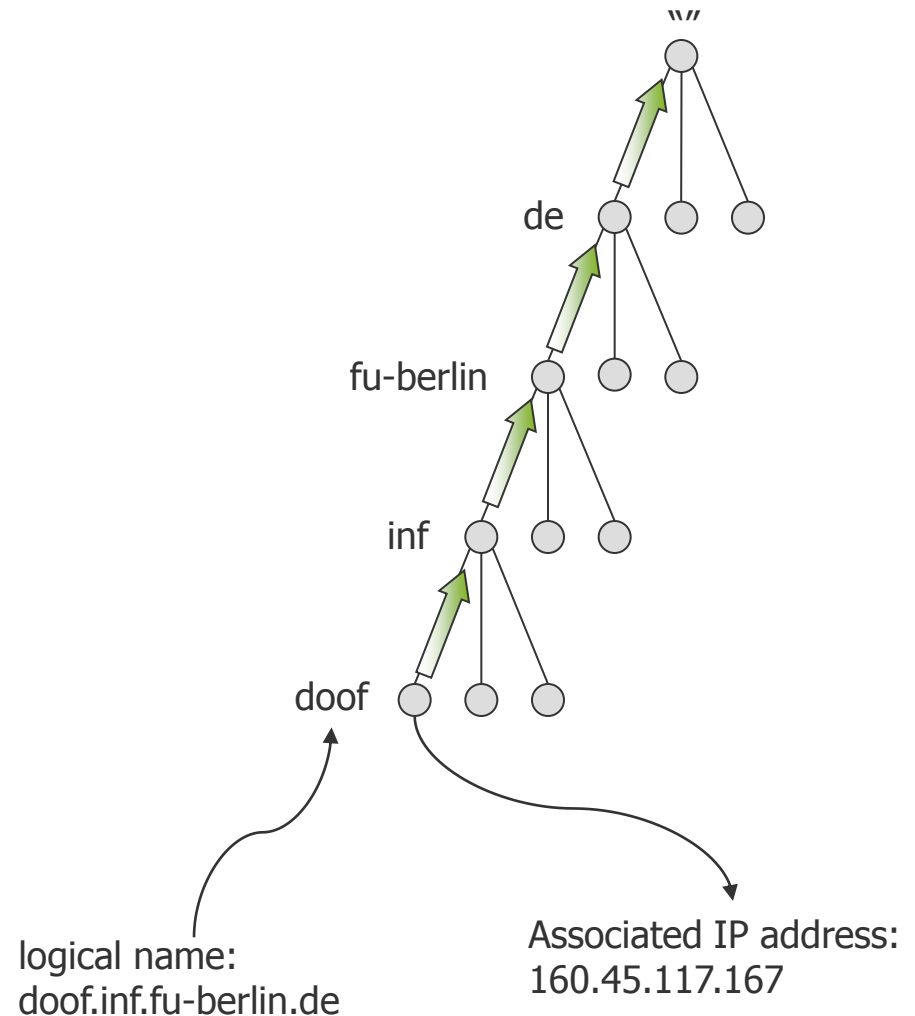 “”
de
fu-berlin
inf
doof
logical name:
doof.inf.fu-berlin.de
Associated IP address:
160.45.117.167